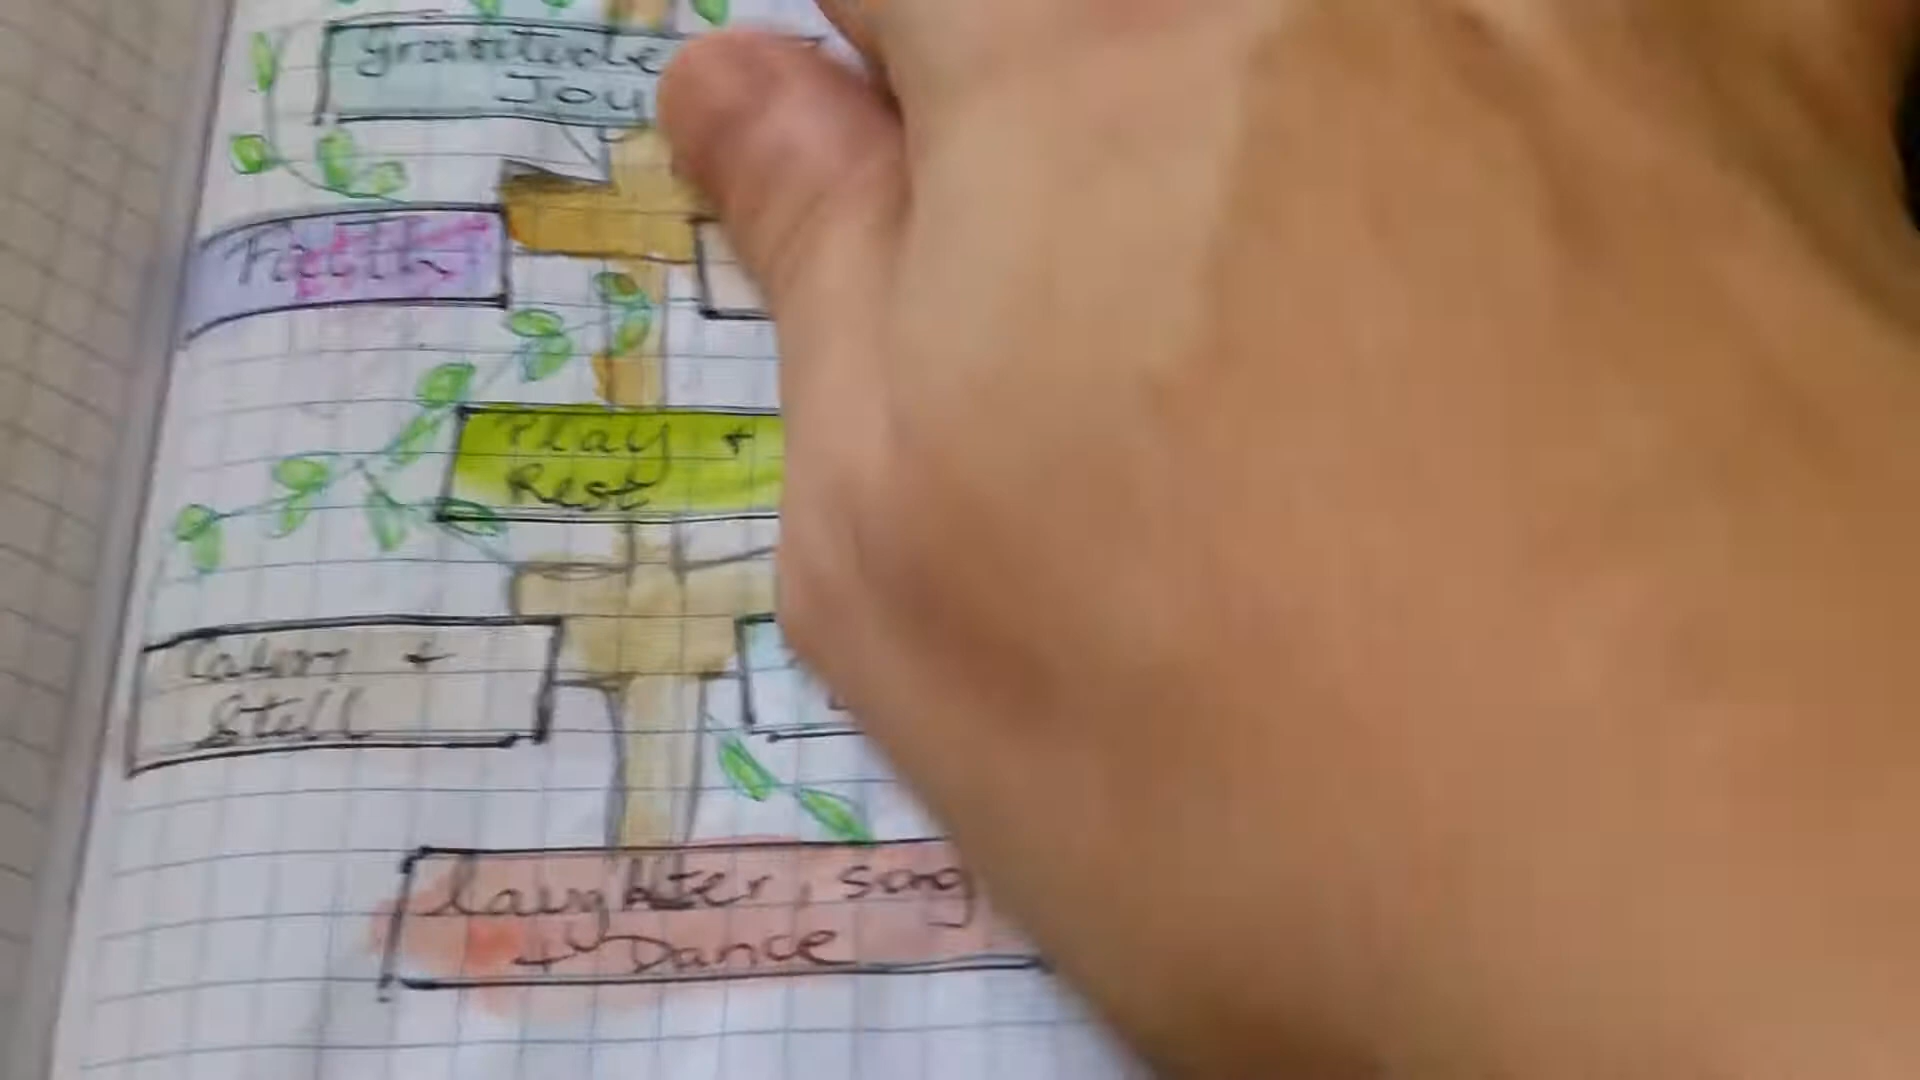 Gratitude
Joy
Faith
Play +
Rest
Calm +
Still
laughter, song
+ Dance